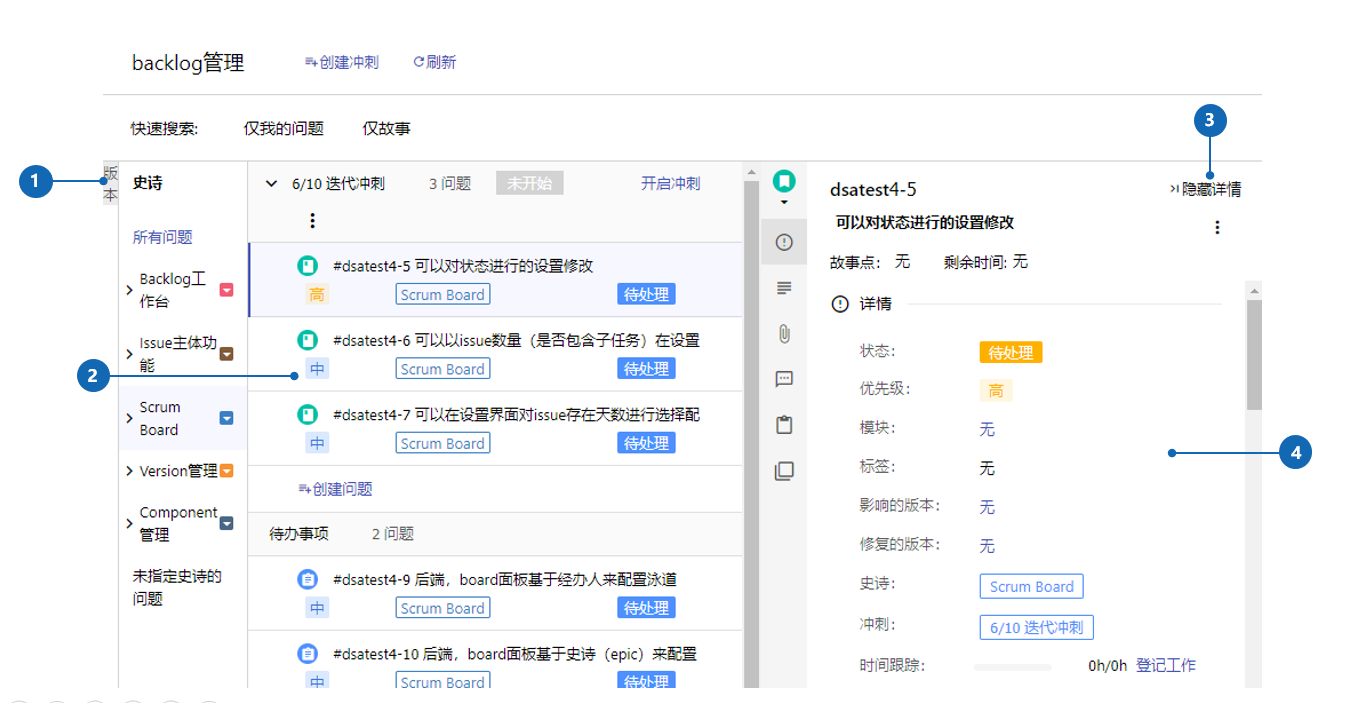 backlog管理
创建冲刺
刷新
快速搜索:
仅我的问题
仅故事
3
1
版
本
史诗
所有问题
Backlog工
作台
Issue主体功
能
Scrum
Board
Version管理
Component
管理
未指定史诗的
问题
6/10 迭代冲刺
3 问题
未开始
开启冲刺
#dsatest4-5 可以对状态进行的设置修改
高
Scrum Board
待处理
#dsatest4-6 可以以issue数量（是否包含子任务）在设置
2
中
Scrum Board
待处理
#dsatest4-7 可以在设置界面对issue存在天数进行选择配
中
Scrum Board
待处理
创建问题
待办事项
2 问题
#dsatest4-9 后端，board面板基于经办人来配置泳道
中
Scrum Board
待处理
#dsatest4-10 后端，board面板基于史诗（epic）来配置
中
Scrum Board
待处理
dsatest4-5
隐藏详情
可以对状态进行的设置修改
故事点: 无
剩余时间: 无
详情
状态:
待处理
优先级:
高
模块:
无
4
标签:
无
影响的版本:
无
修复的版本:
无
史诗:
Scrum Board
冲刺:
6/10 迭代冲刺
时间跟踪:
0h/0h 登记工作